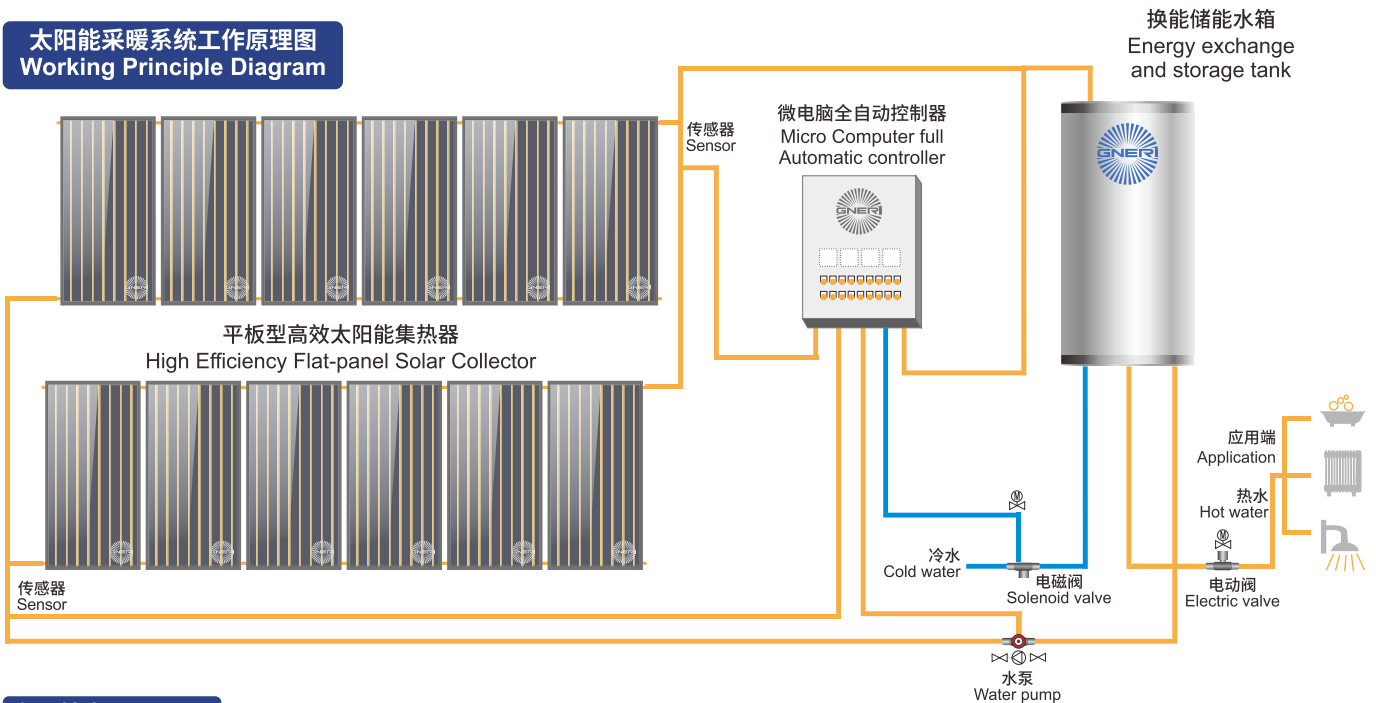 太阳能采暖系统工作原理图
Working Principle Diagram
换能储能水箱
Energy exchange
and storage tank
传感器
Sensor
微电脑全自动控制器
Micro Computer full
Automatic controller
GNERI
GNERI
平板型高效太阳能集热器
High Efficiency Flat-panel Solar Collector
应用端
Application
热水
Hot water
M
M
冷水
Cold water
电磁阀
Solenoid valve
电动阀
Electric valve
传感器
Sensor
水泵
Water pump